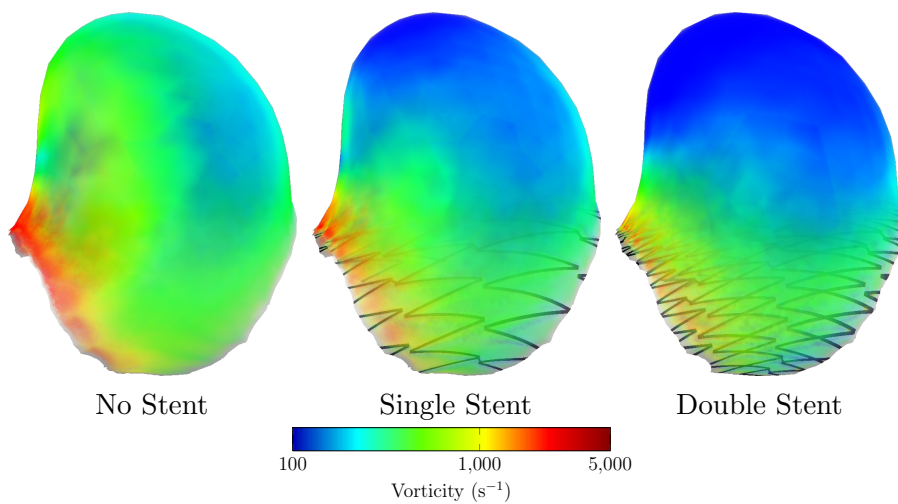 No Stent Single Stent Double Stent
100 1,000 5,000
Vorticity (s⁻¹)